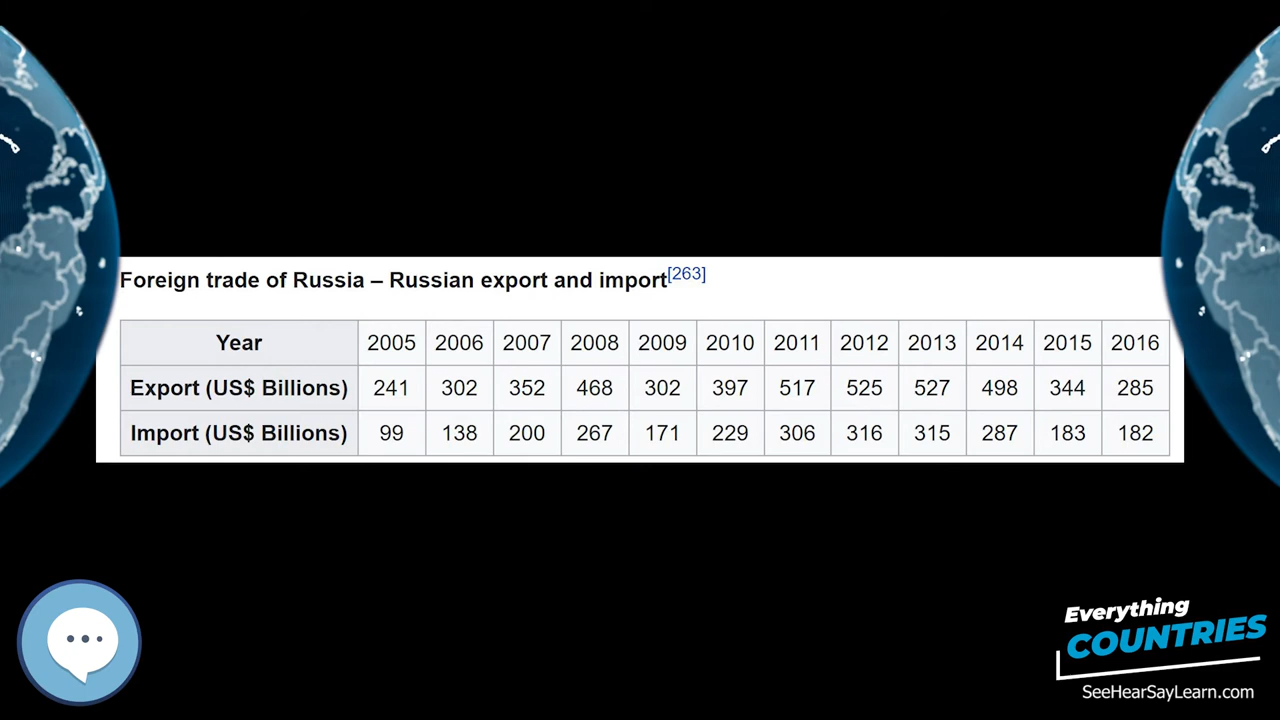 Foreign trade of Russia – Russian export and import[263]
Year 2005 2006 2007 2008 2009 2010 2011 2012 2013 2014 2015 2016
Export (US$ Billions) 241 302 352 468 302 397 517 525 527 498 344 285
Import (US$ Billions) 99 138 200 267 171 229 306 316 315 287 183 182
Everything
COUNTRIES
SeeHearSayLearn.com